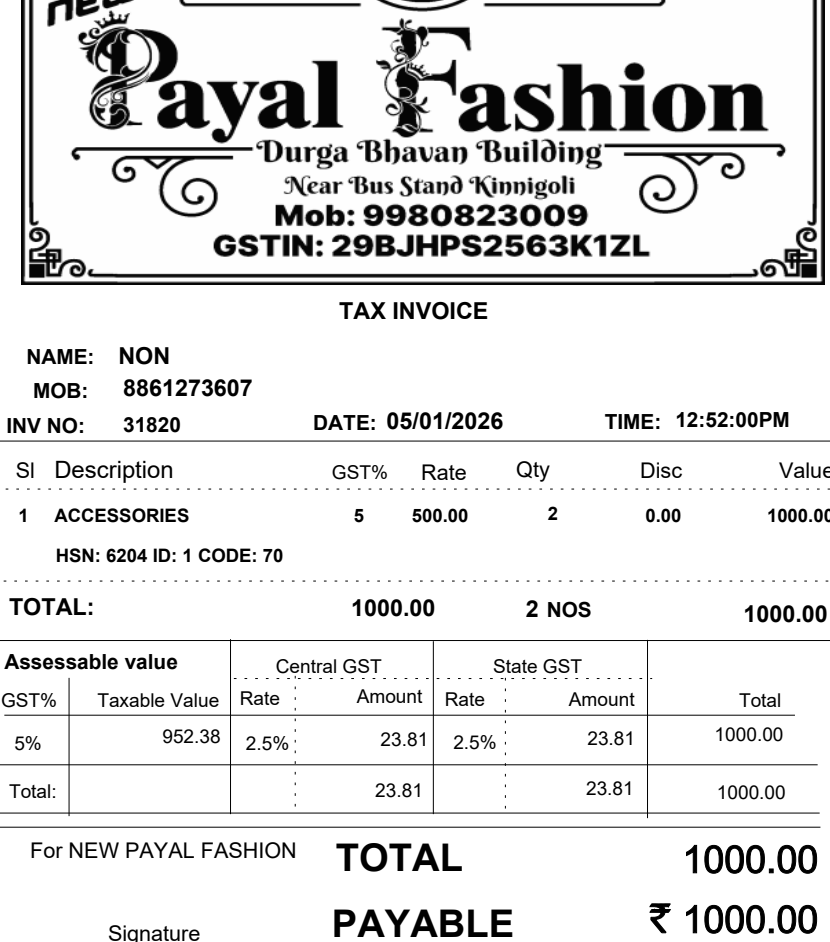 new
Payal Fashion
Durga Bhavan Building
Near Bus Stand Kinnigoli
Mob: 9980823009
GSTIN: 29BJHPS2563K1ZL
TAX INVOICE
NAME: NON
MOB: 8861273607
INV NO: 31820 DATE: 05/01/2026 TIME: 12:52:00PM
Sl Description GST% Rate Qty Disc Value
1 ACCESSORIES 5 500.00 2 0.00 1000.00
HSN: 6204 ID: 1 CODE: 70
TOTAL: 1000.00 2 NOS 1000.00
Assessable value Central GST State GST
GST% Taxable Value Rate Amount Rate Amount Total
5% 952.38 2.5% 23.81 2.5% 23.81 1000.00
Total: 23.81 23.81 1000.00
For NEW PAYAL FASHION TOTAL 1000.00
Signature PAYABLE ₹ 1000.00